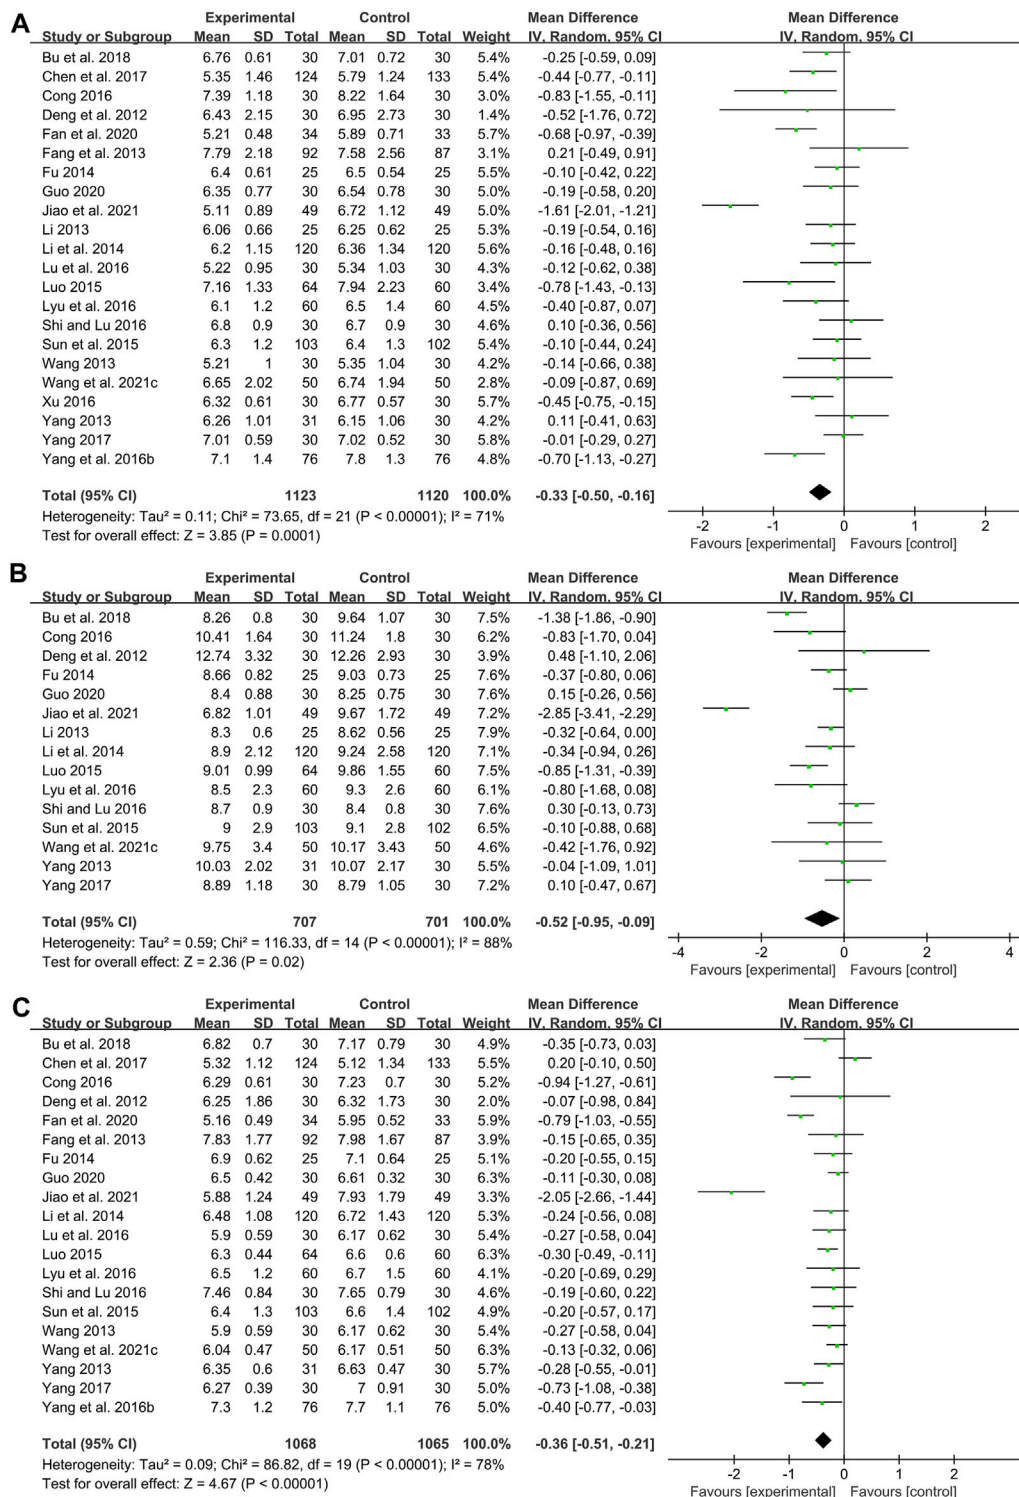 A
Experimental Control Mean Difference Mean Difference
Study or Subgroup Mean SD Total Mean SD Total Weight IV, Random, 95% CI IV, Random, 95% CI
Bu et al. 2018 6.76 0.61 30 7.01 0.72 30 5.4% -0.25 [-0.59, 0.09]
Chen et al. 2017 5.35 1.46 124 5.79 1.24 133 5.4% -0.44 [-0.77, -0.11]
Cong 2016 7.39 1.18 30 8.22 1.64 30 3.0% -0.83 [-1.55, -0.11]
Deng et al. 2012 6.43 2.15 30 6.95 2.73 30 1.4% -0.52 [-1.76, 0.72]
Fan et al. 2020 5.21 0.48 34 5.89 0.71 33 5.7% -0.68 [-0.97, -0.39]
Fang et al. 2013 7.79 2.18 92 7.58 2.56 87 3.1% 0.21 [-0.49, 0.91]
Fu 2014 6.4 0.61 25 6.5 0.54 25 5.5% -0.10 [-0.42, 0.22]
Guo 2020 6.35 0.77 30 6.54 0.78 30 5.0% -0.19 [-0.58, 0.20]
Jiao et al. 2021 5.11 0.89 49 6.72 1.12 49 5.0% -1.61 [-2.01, -1.21]
Li 2013 6.06 0.66 25 6.25 0.62 25 5.3% -0.19 [-0.54, 0.16]
Li et al. 2014 6.2 1.15 120 6.36 1.34 120 5.5% -0.16 [-0.48, 0.16]
Lu et al. 2016 5.22 0.95 30 5.34 1.03 30 4.3% -0.12 [-0.62, 0.38]
Luo 2015 7.16 1.33 64 7.94 2.23 60 3.4% -0.78 [-1.43, -0.13]
Lyu et al. 2016 6.1 1.2 60 6.5 1.4 60 4.5% -0.40 [-0.87, 0.07]
Shi and Lu 2016 6.8 0.9 30 6.7 0.9 30 4.6% 0.10 [-0.36, 0.56]
Sun et al. 2015 6.3 1.2 103 6.4 1.3 102 5.3% -0.10 [-0.44, 0.24]
Wang 2013 5.21 1 30 5.35 1.04 30 4.2% -0.14 [-0.66, 0.38]
Wang et al. 2021c 6.65 2.02 50 6.74 1.94 50 2.8% -0.09 [-0.87, 0.69]
Xu 2016 6.32 0.61 30 6.77 0.57 30 5.6% -0.45 [-0.75, -0.15]
Yang 2013 6.26 1.01 31 6.15 1.06 30 4.2% 0.11 [-0.41, 0.63]
Yang 2017 7.01 0.59 30 7.02 0.52 30 5.8% -0.01 [-0.29, 0.27]
Yang et al. 2016b 7.1 1.4 76 7.8 1.3 76 4.8% -0.70 [-1.13, -0.27]
Total (95% CI) 1123 1120 100.0% -0.33 [-0.50, -0.16]
Heterogeneity: Tau² = 0.11; Chi² = 73.65, df = 21 (P < 0.00001); I² = 71%
Test for overall effect: Z = 3.85 (P = 0.0001)
-2 -1 0 1 2
Favours [experimental] Favours [control]
B
Experimental Control Mean Difference Mean Difference
Study or Subgroup Mean SD Total Mean SD Total Weight IV, Random, 95% CI IV, Random, 95% CI
Bu et al. 2018 8.26 0.8 30 9.64 1.07 30 7.5% -1.38 [-1.86, -0.90]
Cong 2016 10.41 1.64 30 11.24 1.8 30 6.2% -0.83 [-1.70, 0.04]
Deng et al. 2012 12.74 3.32 30 12.26 2.93 30 3.9% 0.48 [-1.10, 2.06]
Fu 2014 8.66 0.82 25 9.03 0.73 25 7.6% -0.37 [-0.80, 0.06]
Guo 2020 8.4 0.88 30 8.25 0.75 30 7.6% 0.15 [-0.26, 0.56]
Jiao et al. 2021 6.82 1.01 49 9.67 1.72 49 7.2% -2.85 [-3.41, -2.29]
Li 2013 8.3 0.6 25 8.62 0.56 25 7.9% -0.32 [-0.64, 0.00]
Li et al. 2014 8.9 2.12 120 9.24 2.58 120 7.1% -0.34 [-0.94, 0.26]
Luo 2015 9.01 0.99 64 9.86 1.55 60 7.5% -0.85 [-1.31, -0.39]
Lyu et al. 2016 8.5 2.3 60 9.3 2.6 60 6.1% -0.80 [-1.68, 0.08]
Shi and Lu 2016 8.7 0.9 30 8.4 0.8 30 7.6% 0.30 [-0.13, 0.73]
Sun et al. 2015 9 2.9 103 9.1 2.8 102 6.5% -0.10 [-0.88, 0.68]
Wang et al. 2021c 9.75 3.4 50 10.17 3.43 50 4.6% -0.42 [-1.76, 0.92]
Yang 2013 10.03 2.02 31 10.07 2.17 30 5.5% -0.04 [-1.09, 1.01]
Yang 2017 8.89 1.18 30 8.79 1.05 30 7.2% 0.10 [-0.47, 0.67]
Total (95% CI) 707 701 100.0% -0.52 [-0.95, -0.09]
Heterogeneity: Tau² = 0.59; Chi² = 116.33, df = 14 (P < 0.00001); I² = 88%
Test for overall effect: Z = 2.36 (P = 0.02)
-4 -2 0 2 4
Favours [experimental] Favours [control]
C
Experimental Control Mean Difference Mean Difference
Study or Subgroup Mean SD Total Mean SD Total Weight IV, Random, 95% CI IV, Random, 95% CI
Bu et al. 2018 6.82 0.7 30 7.17 0.79 30 4.9% -0.35 [-0.73, 0.03]
Chen et al. 2017 5.32 1.12 124 5.12 1.34 133 5.5% 0.20 [-0.10, 0.50]
Cong 2016 6.29 0.61 30 7.23 0.7 30 5.2% -0.94 [-1.27, -0.61]
Deng et al. 2012 6.25 1.86 30 6.32 1.73 30 2.0% -0.07 [-0.98, 0.84]
Fan et al. 2020 5.16 0.49 34 5.95 0.52 33 6.0% -0.79 [-1.03, -0.55]
Fang et al. 2013 7.83 1.77 92 7.98 1.67 87 3.9% -0.15 [-0.65, 0.35]
Fu 2014 6.9 0.62 25 7.1 0.64 25 5.1% -0.20 [-0.55, 0.15]
Guo 2020 6.5 0.42 30 6.61 0.32 30 6.3% -0.11 [-0.30, 0.08]
Jiao et al. 2021 5.88 1.24 49 7.93 1.79 49 3.3% -2.05 [-2.66, -1.44]
Li et al. 2014 6.48 1.08 120 6.72 1.43 120 5.3% -0.24 [-0.56, 0.08]
Lu et al. 2016 5.9 0.59 30 6.17 0.62 30 5.4% -0.27 [-0.58, 0.04]
Luo 2015 6.3 0.44 64 6.6 0.6 60 6.3% -0.30 [-0.49, -0.11]
Lyu et al. 2016 6.5 1.2 60 6.7 1.5 60 4.1% -0.20 [-0.69, 0.29]
Shi and Lu 2016 7.46 0.84 30 7.65 0.79 30 4.6% -0.19 [-0.60, 0.22]
Sun et al. 2015 6.4 1.3 103 6.6 1.4 102 4.9% -0.20 [-0.57, 0.17]
Wang 2013 5.9 0.59 30 6.17 0.62 30 5.4% -0.27 [-0.58, 0.04]
Wang et al. 2021c 6.04 0.47 50 6.17 0.51 50 6.2% -0.13 [-0.32, 0.06]
Yang 2013 6.35 0.6 31 6.63 0.47 30 5.7% -0.28 [-0.55, -0.01]
Yang 2017 6.27 0.39 30 7 0.91 30 5.0% -0.73 [-1.08, -0.38]
Yang et al. 2016b 7.3 1.2 76 7.7 1.1 76 5.0% -0.40 [-0.77, -0.03]
Total (95% CI) 1068 1065 100.0% -0.36 [-0.51, -0.21]
Heterogeneity: Tau² = 0.09; Chi² = 86.82, df = 19 (P < 0.00001); I² = 78%
Test for overall effect: Z = 4.67 (P < 0.00001)
-2 -1 0 1 2
Favours [experimental] Favours [control]